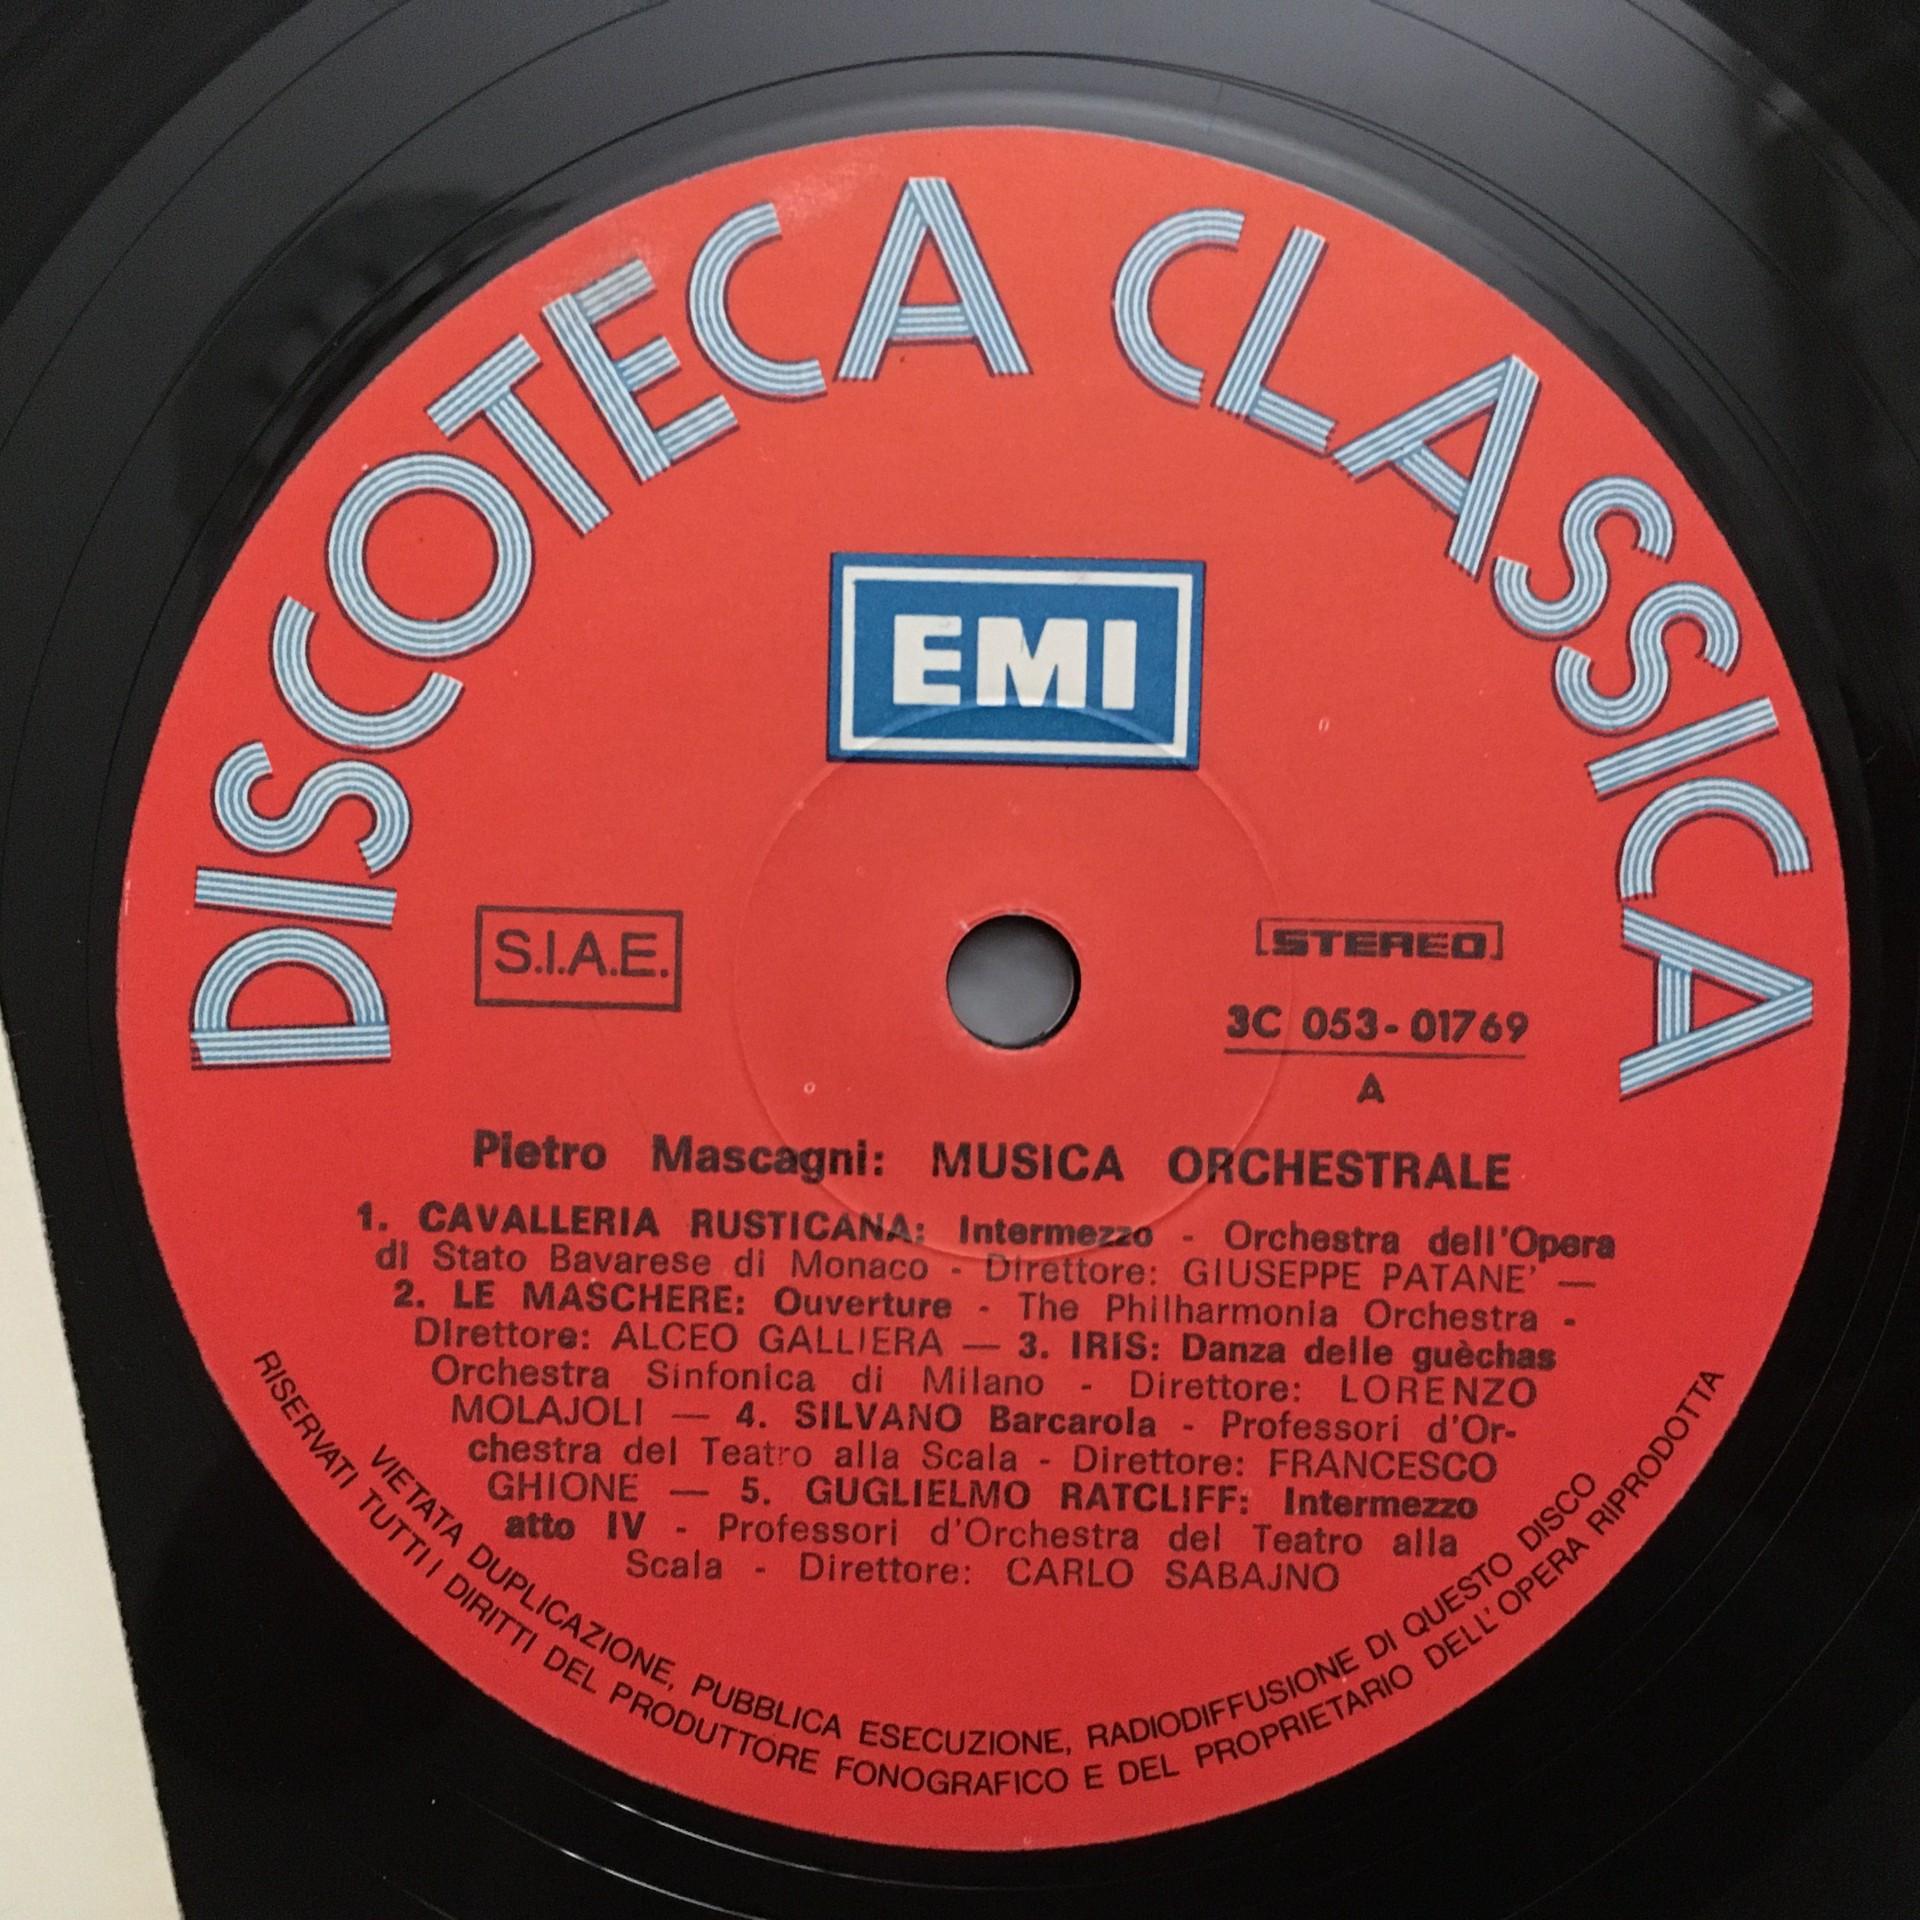 DISCOTECA CLASSICA
EMI
S.I.A.E.
STEREO
3C 053-01769
A
Pietro Mascagni: MUSICA ORCHESTRALE
1. CAVALLERIA RUSTICANA: Intermezzo - Orchestra dell'Opera
di Stato Bavarese di Monaco - Direttore: GIUSEPPE PATANE' —
2. LE MASCHERE: Ouverture - The Philharmonia Orchestra -
Direttore: ALCEO GALLIERA — 3. IRIS: Danza delle guèchas
Orchestra Sinfonica di Milano - Direttore: LORENZO
MOLAJOLI — 4. SILVANO Barcarola - Professori d'Or-
chestra del Teatro alla Scala - Direttore: FRANCESCO
GHIONE — 5. GUGLIELMO RATCLIFF: Intermezzo
atto IV - Professori d'Orchestra del Teatro alla
Scala - Direttore: CARLO SABAJNO
VIETATA DUPLICAZIONE, PUBBLICA ESECUZIONE, RADIODIFFUSIONE DI QUESTO DISCO
RISERVATI TUTTI I DIRITTI DEL PRODUTTORE FONOGRAFICO E DEL PROPRIETARIO DELL'OPERA RIPRODOTTA